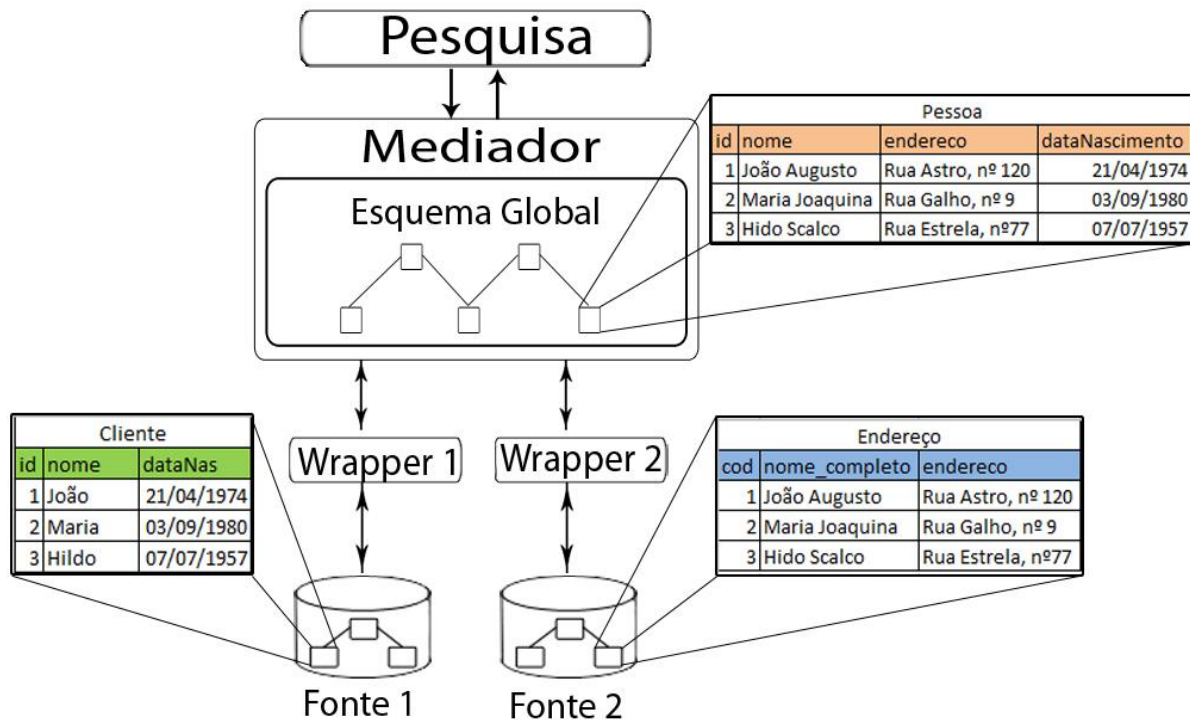 Pesquisa
Mediador
Esquema Global
Pessoa
id nome endereco dataNascimento
1 João Augusto Rua Astro, nº 120 21/04/1974
2 Maria Joaquina Rua Galho, nº 9 03/09/1980
3 Hido Scalco Rua Estrela, nº77 07/07/1957
Wrapper 1
Wrapper 2
Cliente
id nome dataNas
1 João 21/04/1974
2 Maria 03/09/1980
3 Hildo 07/07/1957
Endereço
cod nome_completo endereco
1 João Augusto Rua Astro, nº 120
2 Maria Joaquina Rua Galho, nº 9
3 Hido Scalco Rua Estrela, nº77
Fonte 1
Fonte 2